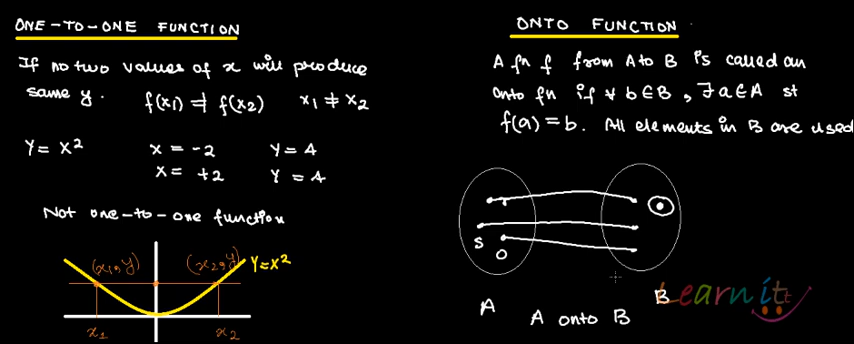 ONE-TO-ONE FUNCTION
If no two values of x will produce
same y. f(x1) ≠ f(x2) x1 ≠ x2
Y = x²
x = -2 Y = 4
x = +2 Y = 4
Not one-to-one function
(x1, y) (x2, y) Y=x²
x1 x2
ONTO FUNCTION
A fn f from A to B is called an
onto fn if ∀ b∈B, ∃ a∈A st
f(a) = b. All elements in B are used
S
O
A
B
A onto B
Learnitt